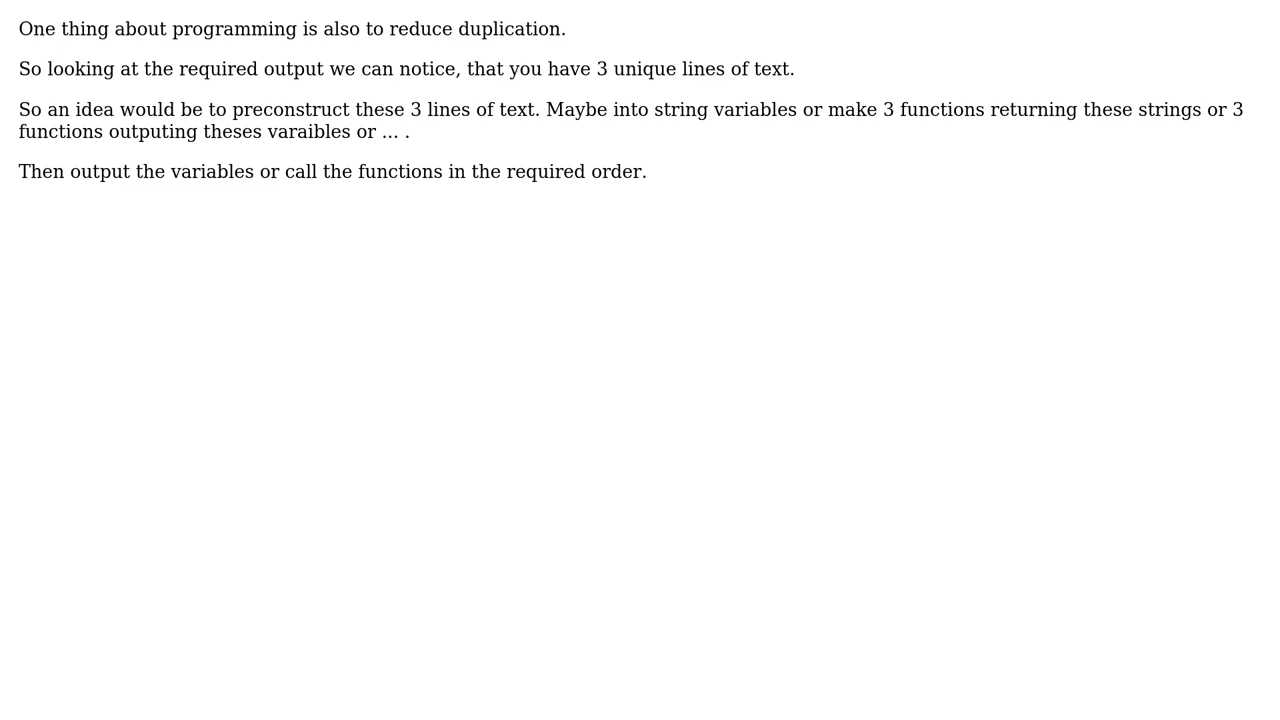 One thing about programming is also to reduce duplication.
So looking at the required output we can notice, that you have 3 unique lines of text.
So an idea would be to preconstruct these 3 lines of text. Maybe into string variables or make 3 functions returning these strings or 3
functions outputing theses varaibles or ... .
Then output the variables or call the functions in the required order.